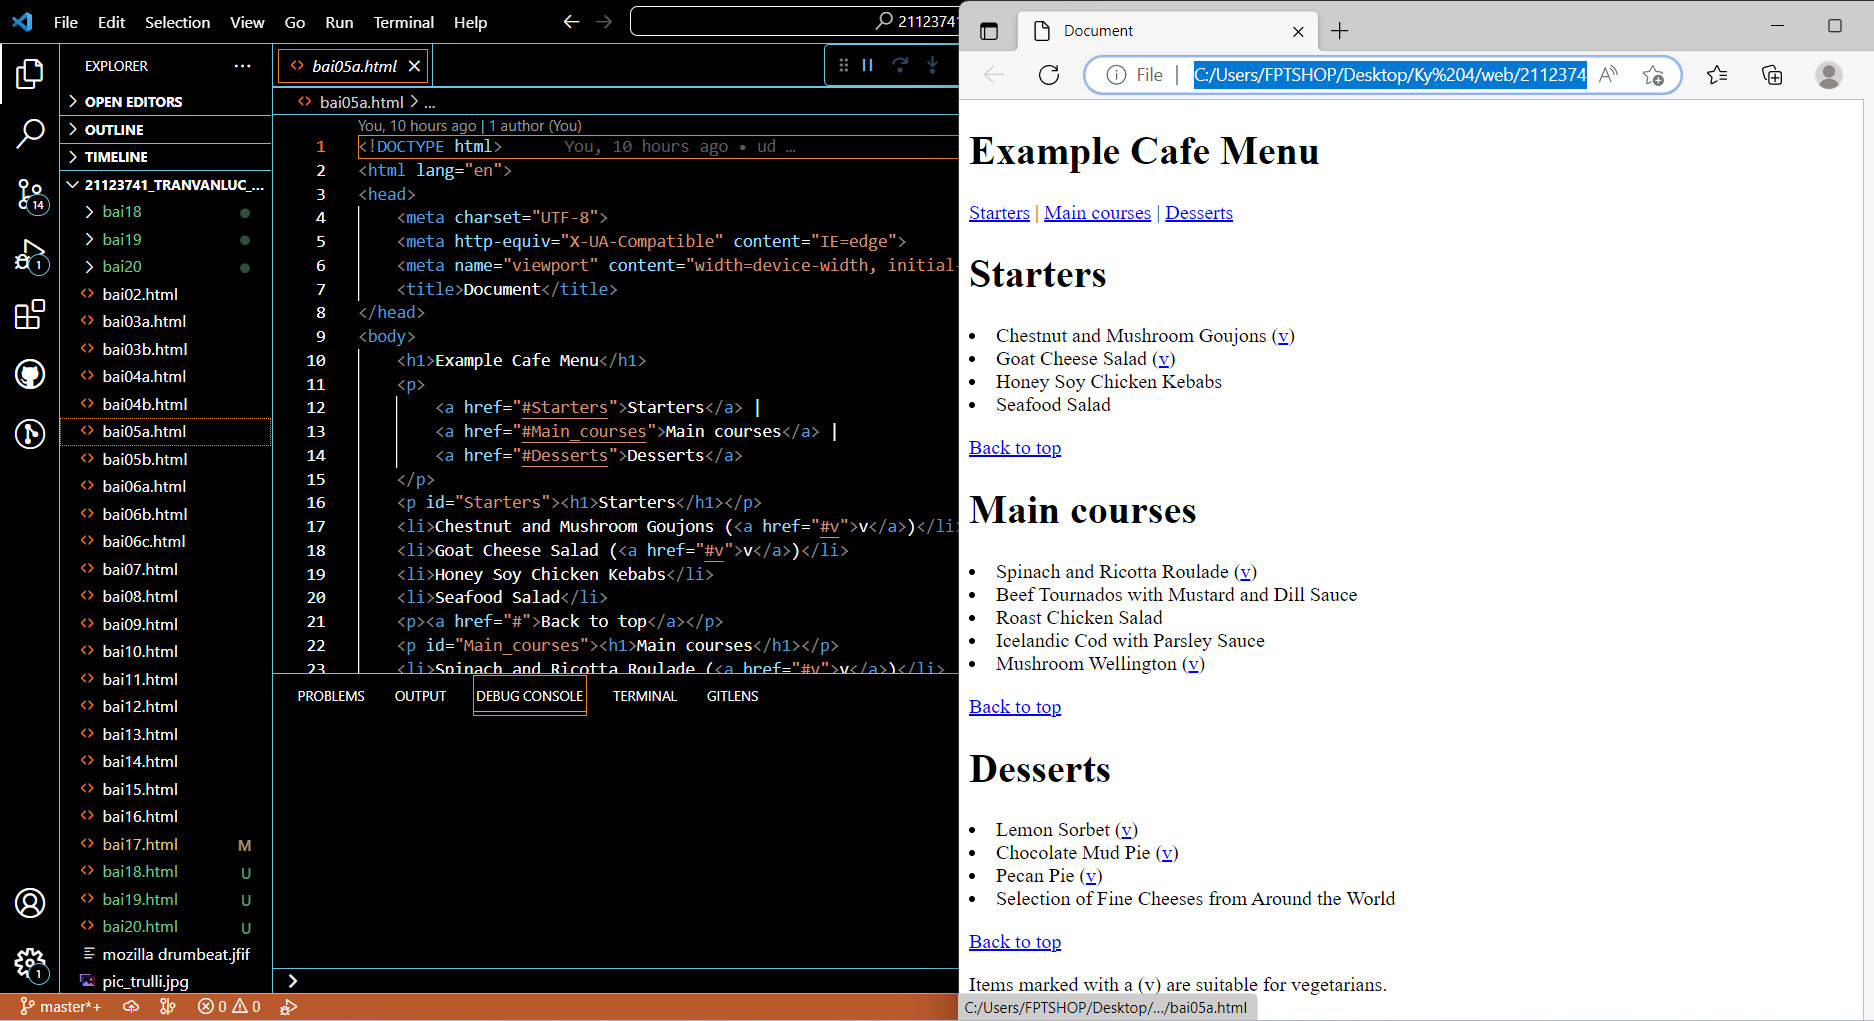 File Edit Selection View Go Run Terminal Help
21123741
EXPLORER
OPEN EDITORS
OUTLINE
TIMELINE
21123741_TRANVANLUC_...
bai18
bai19
bai20
bai02.html
bai03a.html
bai03b.html
bai04a.html
bai04b.html
bai05a.html
bai05b.html
bai06a.html
bai06b.html
bai06c.html
bai07.html
bai08.html
bai09.html
bai10.html
bai11.html
bai12.html
bai13.html
bai14.html
bai15.html
bai16.html
bai17.html M
bai18.html U
bai19.html U
bai20.html U
mozilla drumbeat.jfif
pic_trulli.jpg
14
1
1
bai05a.html
bai05a.html > ...
You, 10 hours ago | 1 author (You)
1 <!DOCTYPE html> You, 10 hours ago • ud ...
2 <html lang="en">
3 <head>
4 <meta charset="UTF-8">
5 <meta http-equiv="X-UA-Compatible" content="IE=edge">
6 <meta name="viewport" content="width=device-width, initial-
7 <title>Document</title>
8 </head>
9 <body>
10 <h1>Example Cafe Menu</h1>
11 <p>
12 <a href="#Starters">Starters</a> |
13 <a href="#Main_courses">Main courses</a> |
14 <a href="#Desserts">Desserts</a>
15 </p>
16 <p id="Starters"><h1>Starters</h1></p>
17 <li>Chestnut and Mushroom Goujons (<a href="#v">v</a>)</li>
18 <li>Goat Cheese Salad (<a href="#v">v</a>)</li>
19 <li>Honey Soy Chicken Kebabs</li>
20 <li>Seafood Salad</li>
21 <p><a href="#">Back to top</a></p>
22 <p id="Main_courses"><h1>Main courses</h1></p>
23 <li>Spinach and Ricotta Roulade (<a href="#v">v</a>)</li>
PROBLEMS OUTPUT DEBUG CONSOLE TERMINAL GITLENS
master*+ 0 0
Document
File | C:/Users/FPTSHOP/Desktop/Ky%204/web/2112374
Example Cafe Menu
Starters | Main courses | Desserts
Starters
• Chestnut and Mushroom Goujons (v)
• Goat Cheese Salad (v)
• Honey Soy Chicken Kebabs
• Seafood Salad
Back to top
Main courses
• Spinach and Ricotta Roulade (v)
• Beef Tournados with Mustard and Dill Sauce
• Roast Chicken Salad
• Icelandic Cod with Parsley Sauce
• Mushroom Wellington (v)
Back to top
Desserts
• Lemon Sorbet (v)
• Chocolate Mud Pie (v)
• Pecan Pie (v)
• Selection of Fine Cheeses from Around the World
Back to top
Items marked with a (v) are suitable for vegetarians.
C:/Users/FPTSHOP/Desktop/.../bai05a.html